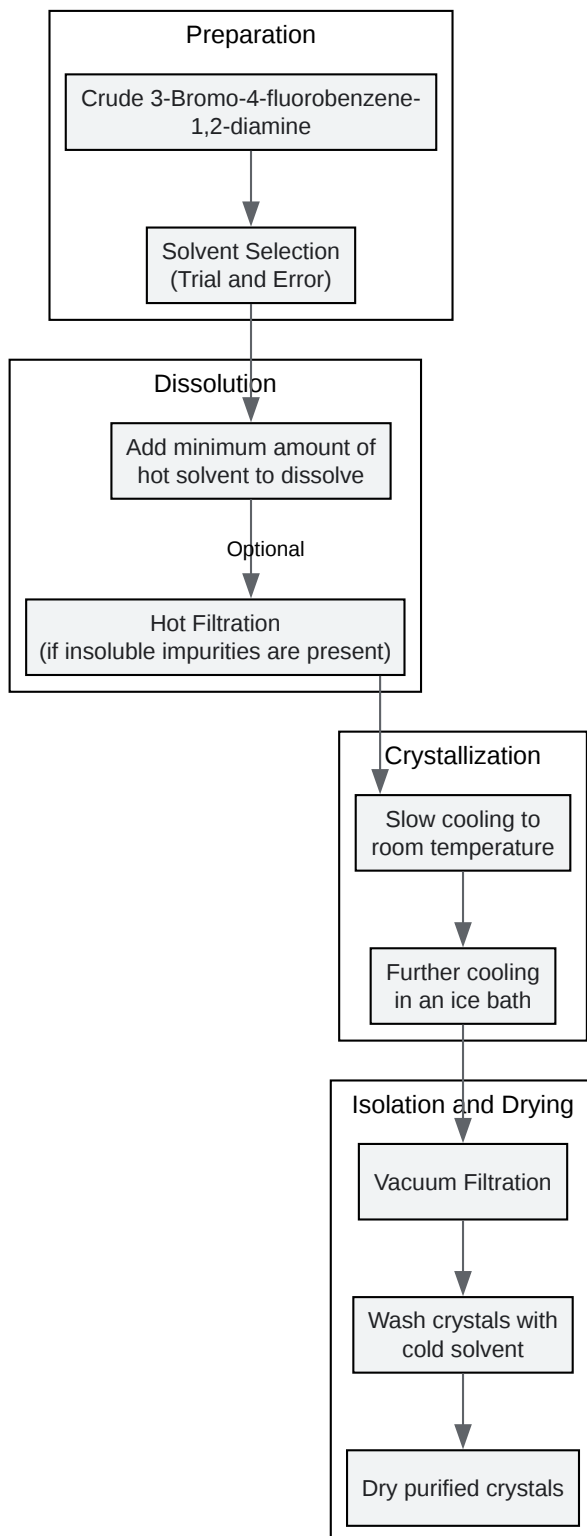 Preparation
Crude 3-Bromo-4-fluorobenzene-
1,2-diamine
Solvent Selection
(Trial and Error)
Dissolution
Add minimum amount of
hot solvent to dissolve
Optional
Hot Filtration
(if insoluble impurities are present)
Crystallization
Slow cooling to
room temperature
Further cooling
in an ice bath
Isolation and Drying
Vacuum Filtration
Wash crystals with
cold solvent
Dry purified crystals